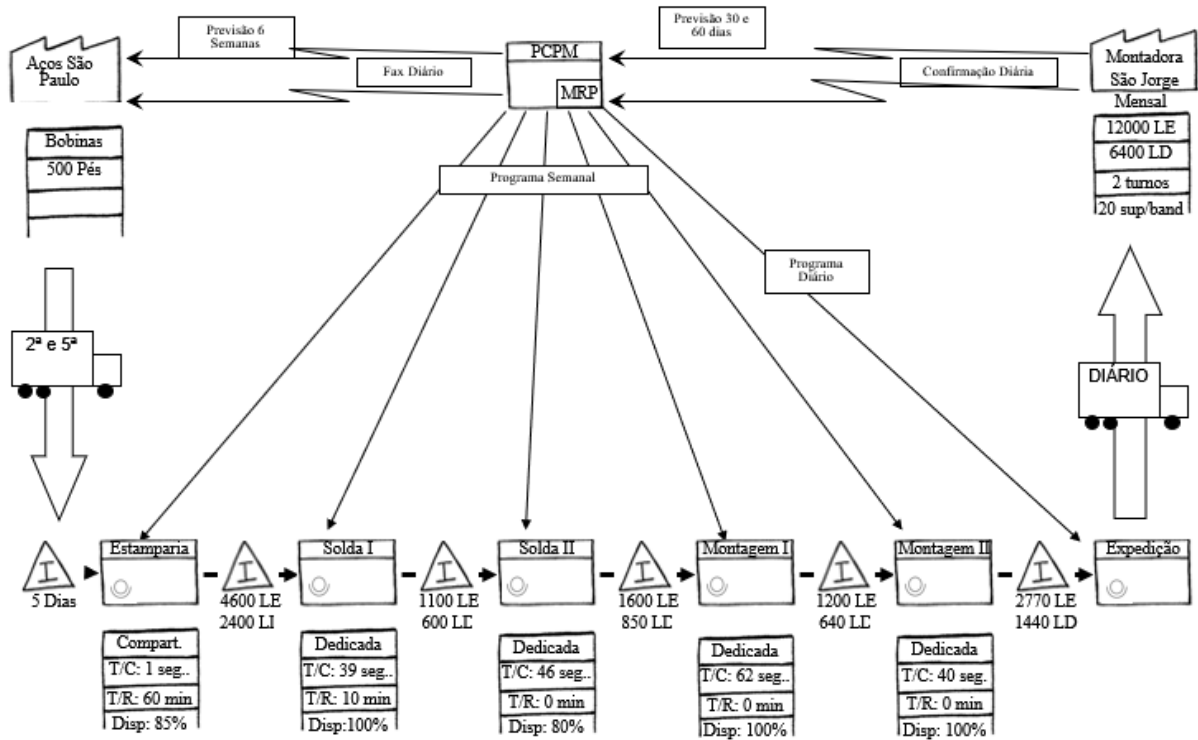 Previsão 6
Semanas
Previsão 30 e
60 dias
Aços São
Paulo
PCPM
MRP
Fax Diário
Confirmação Diária
Montadora
São Jorge
Mensal
12000 LE
6400 LD
2 turnos
20 sup/band
Bobinas
500 Pés
Programa Semanal
Programa
Diário
2ª e 5ª
DIÁRIO
Estamparia
Solda I
Solda II
Montagem I
Montagem II
Expedição
I
I
I
I
I
I
5 Dias
4600 LE
2400 LI
1100 LE
600 LE
1600 LE
850 LE
1200 LE
640 LE
2770 LE
1440 LD
Compart.
T/C: 1 seg..
T/R: 60 min
Disp: 85%
Dedicada
T/C: 39 seg..
T/R: 10 min
Disp:100%
Dedicada
T/C: 46 seg..
T/R: 0 min
Disp: 80%
Dedicada
T/C: 62 seg..
T/R: 0 min
Disp: 100%
Dedicada
T/C: 40 seg.
T/R: 0 min
Disp: 100%